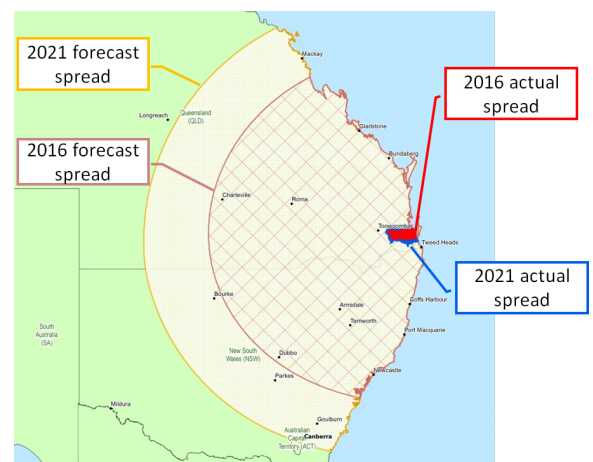 2021 forecast
spread
2016 forecast
spread
2016 actual
spread
2021 actual
spread
Mackay
Longreach
Queensland
(QLD)
Gladstone
Bundaberg
Charleville
Roma
Toowoomba
Tweed Heads
Bourke
Armidale
Tamworth
Coffs Harbour
Port Macquarie
South
Australia
(SA)
New South
Wales (NSW)
Dubbo
Parkes
Newcastle
Mildura
Goulburn
Australian
Capital
Territory (ACT)
Canberra